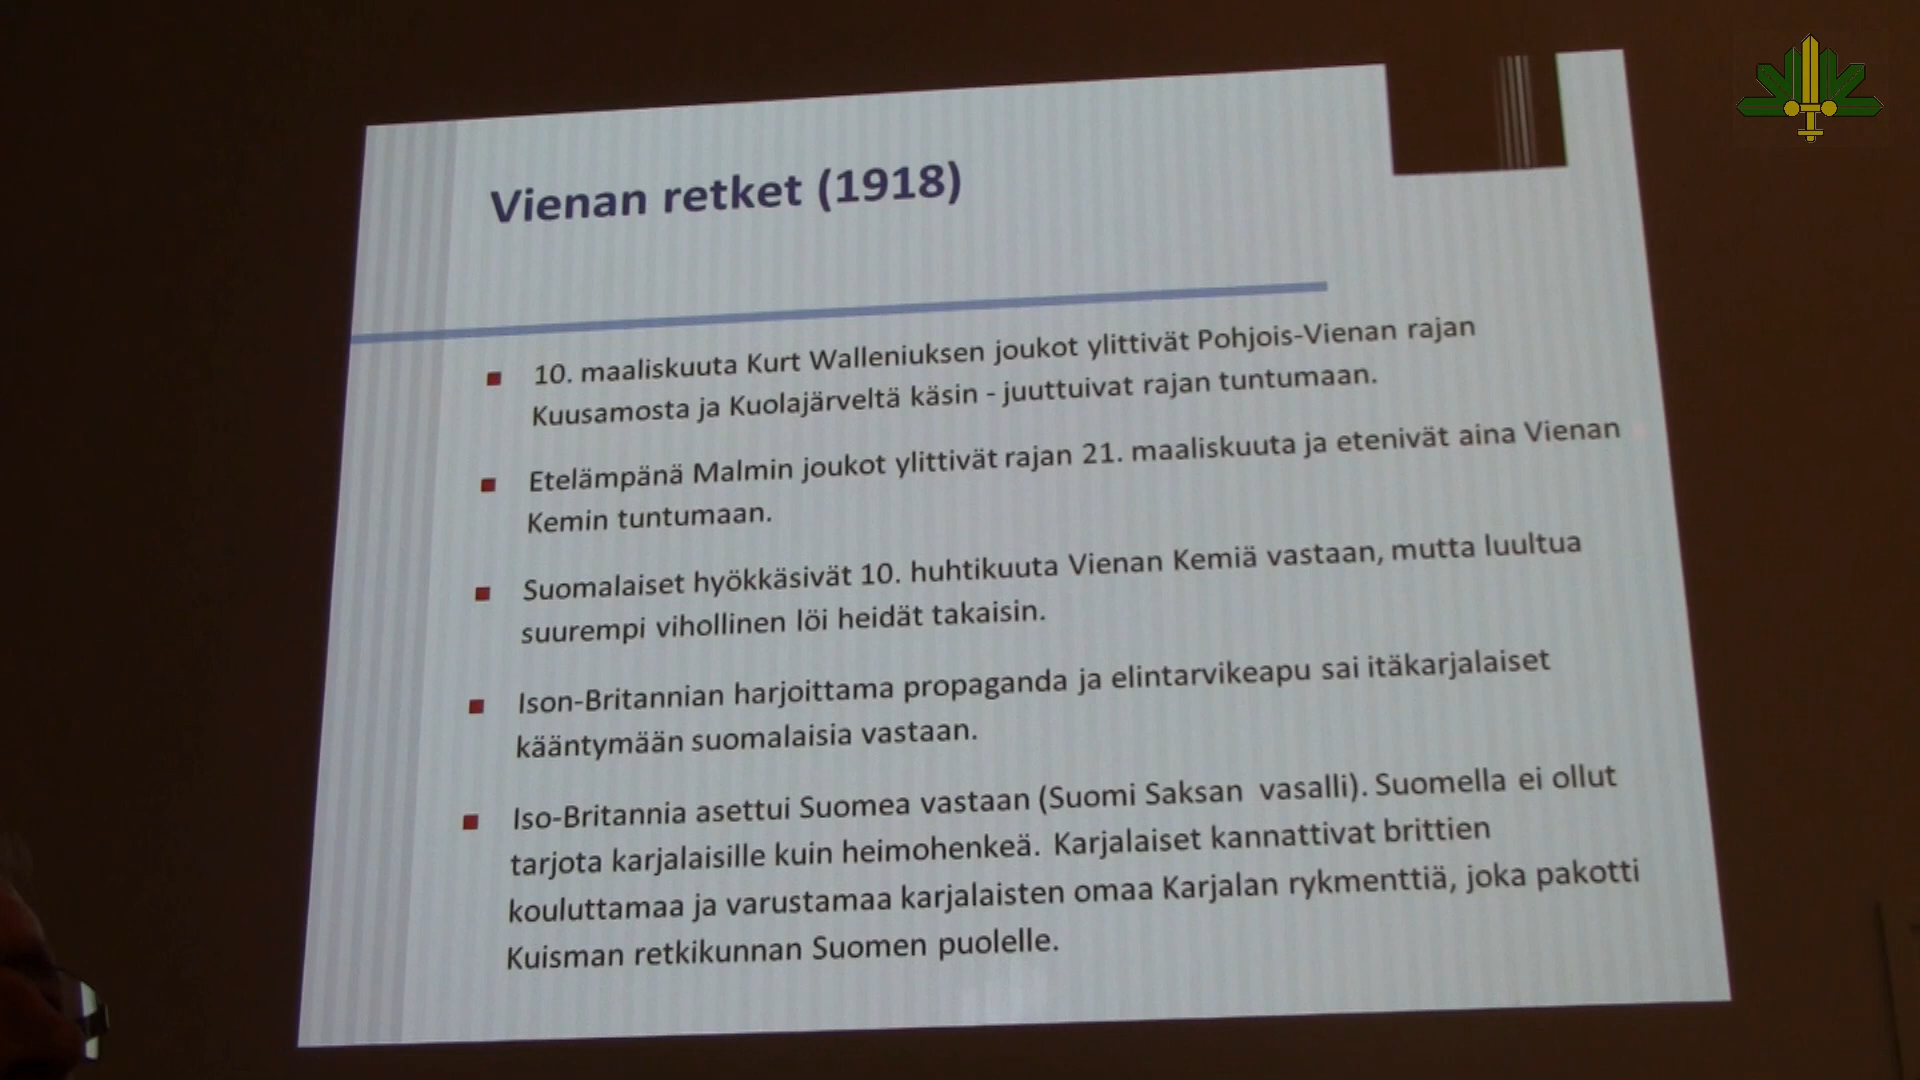 Vienan retket (1918)
10. maaliskuuta Kurt Walleniuksen joukot ylittivät Pohjois-Vienan rajan
Kuusamosta ja Kuolajärveltä käsin - juuttuivat rajan tuntumaan.
Etelämpänä Malmin joukot ylittivät rajan 21. maaliskuuta ja etenivät aina Vienan
Kemin tuntumaan.
Suomalaiset hyökkäsivät 10. huhtikuuta Vienan Kemiä vastaan, mutta luultua
suurempi vihollinen löi heidät takaisin.
Ison-Britannian harjoittama propaganda ja elintarvikeapu sai itäkarjalaiset
kääntymään suomalaisia vastaan.
Iso-Britannia asettui Suomea vastaan (Suomi Saksan vasalli). Suomella ei ollut
tarjota karjalaisille kuin heimohenkeä. Karjalaiset kannattivat brittien
kouluttamaa ja varustamaa karjalaisten omaa Karjalan rykmenttiä, joka pakotti
Kuisman retkikunnan Suomen puolelle.